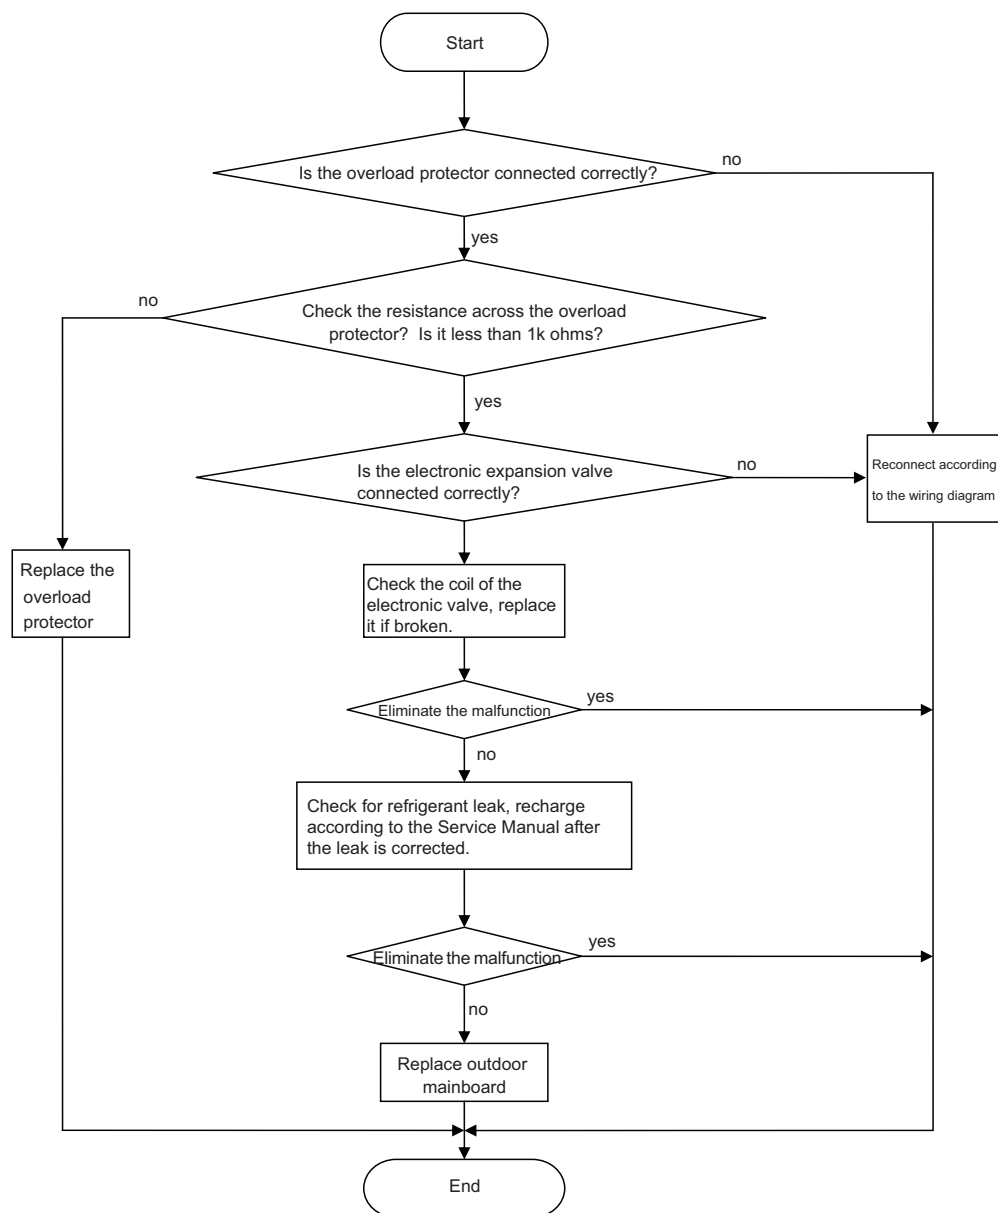 Start
Is the overload protector connected correctly?
no
yes
Check the resistance across the overload
protector? Is it less than 1k ohms?
no
yes
Is the electronic expansion valve
connected correctly?
no
Reconnect according
to the wiring diagram
Replace the
overload
protector
Check the coil of the
electronic valve, replace
it if broken.
Eliminate the malfunction
yes
no
Check for refrigerant leak, recharge
according to the Service Manual after
the leak is corrected.
Eliminate the malfunction
yes
no
Replace outdoor
mainboard
End